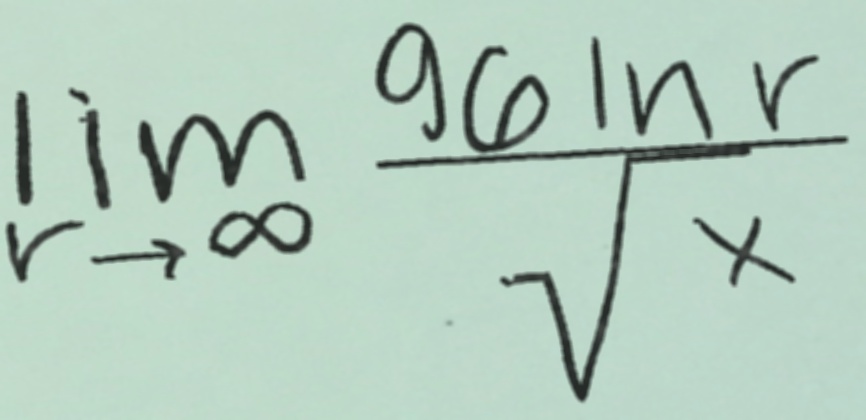 lim 96 ln r
r → ∞ √x